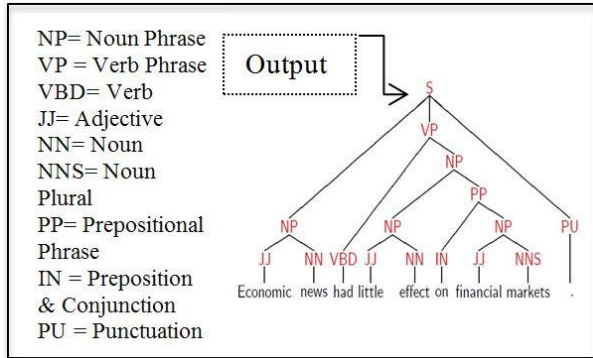 NP= Noun Phrase
VP = Verb Phrase
VBD= Verb
JJ= Adjective
NN= Noun
NNS= Noun
Plural
PP= Prepositional
Phrase
IN = Preposition
& Conjunction
PU = Punctuation
Output
S
VP
NP
PP
NP NP NP PU
JJ NN VBD JJ NN IN JJ NNS
Economic news had little effect on financial markets .